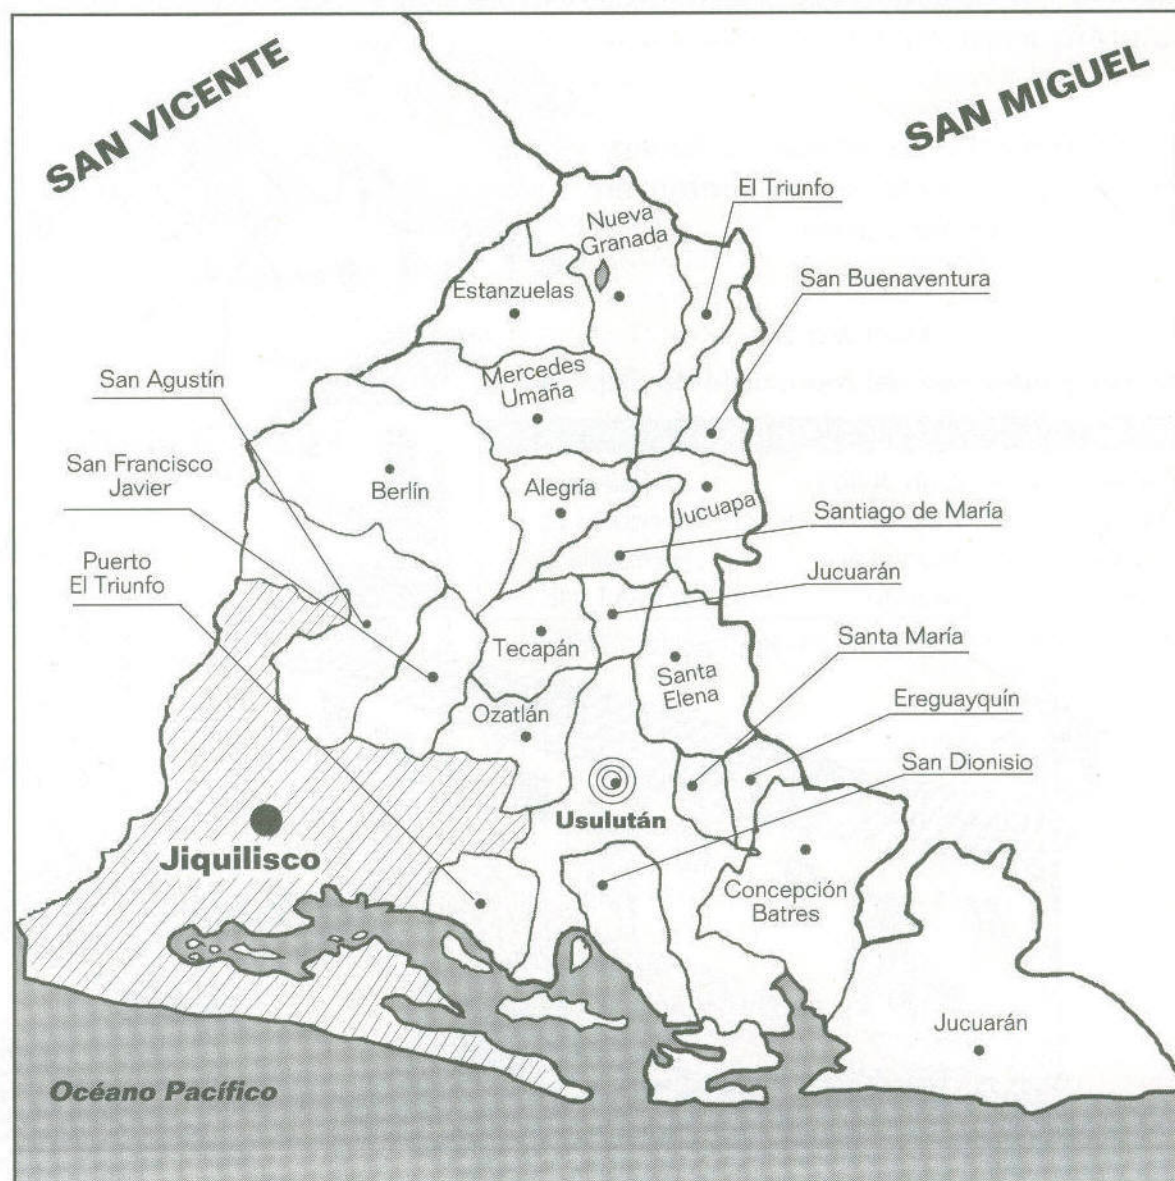 SAN VICENTE
SAN MIGUEL
El Triunfo
Nueva
Granada
San Buenaventura
Estanzuelas
San Agustín
Mercedes
Umaña
San Francisco
Javier
Berlín
Alegría
Jucuapa
Santiago de María
Puerto
El Triunfo
Jucuarán
Tecapán
Santa María
Santa
Elena
Ereguayquín
Ozatlán
San Dionisio
Usulután
Jiquilisco
Concepción
Batres
Jucuarán
Océano Pacífico